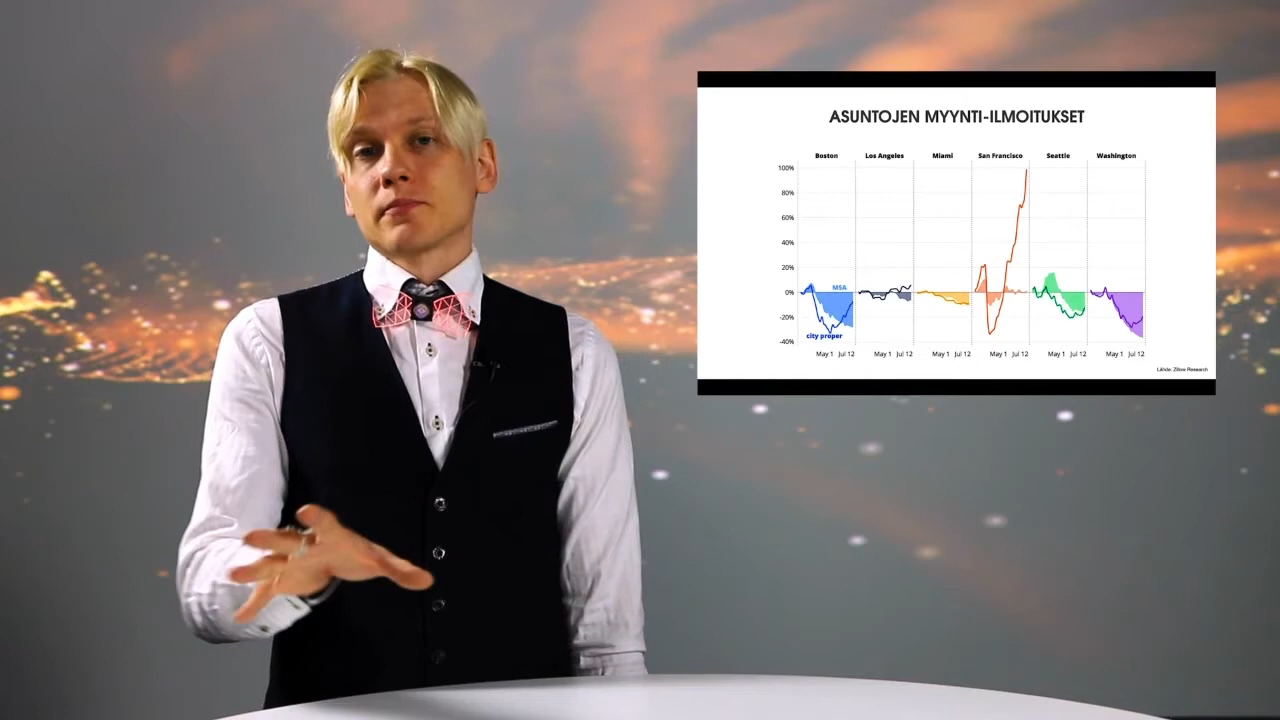 ASUNTOJEN MYYNTI-ILMOITUKSET
Boston Los Angeles Miami San Francisco Seattle Washington
100%
80%
60%
40%
20%
0%
-20%
-40%
MSA
city proper
May 1 Jul 12 May 1 Jul 12 May 1 Jul 12 May 1 Jul 12 May 1 Jul 12 May 1 Jul 12
Lähde: Zillow Research